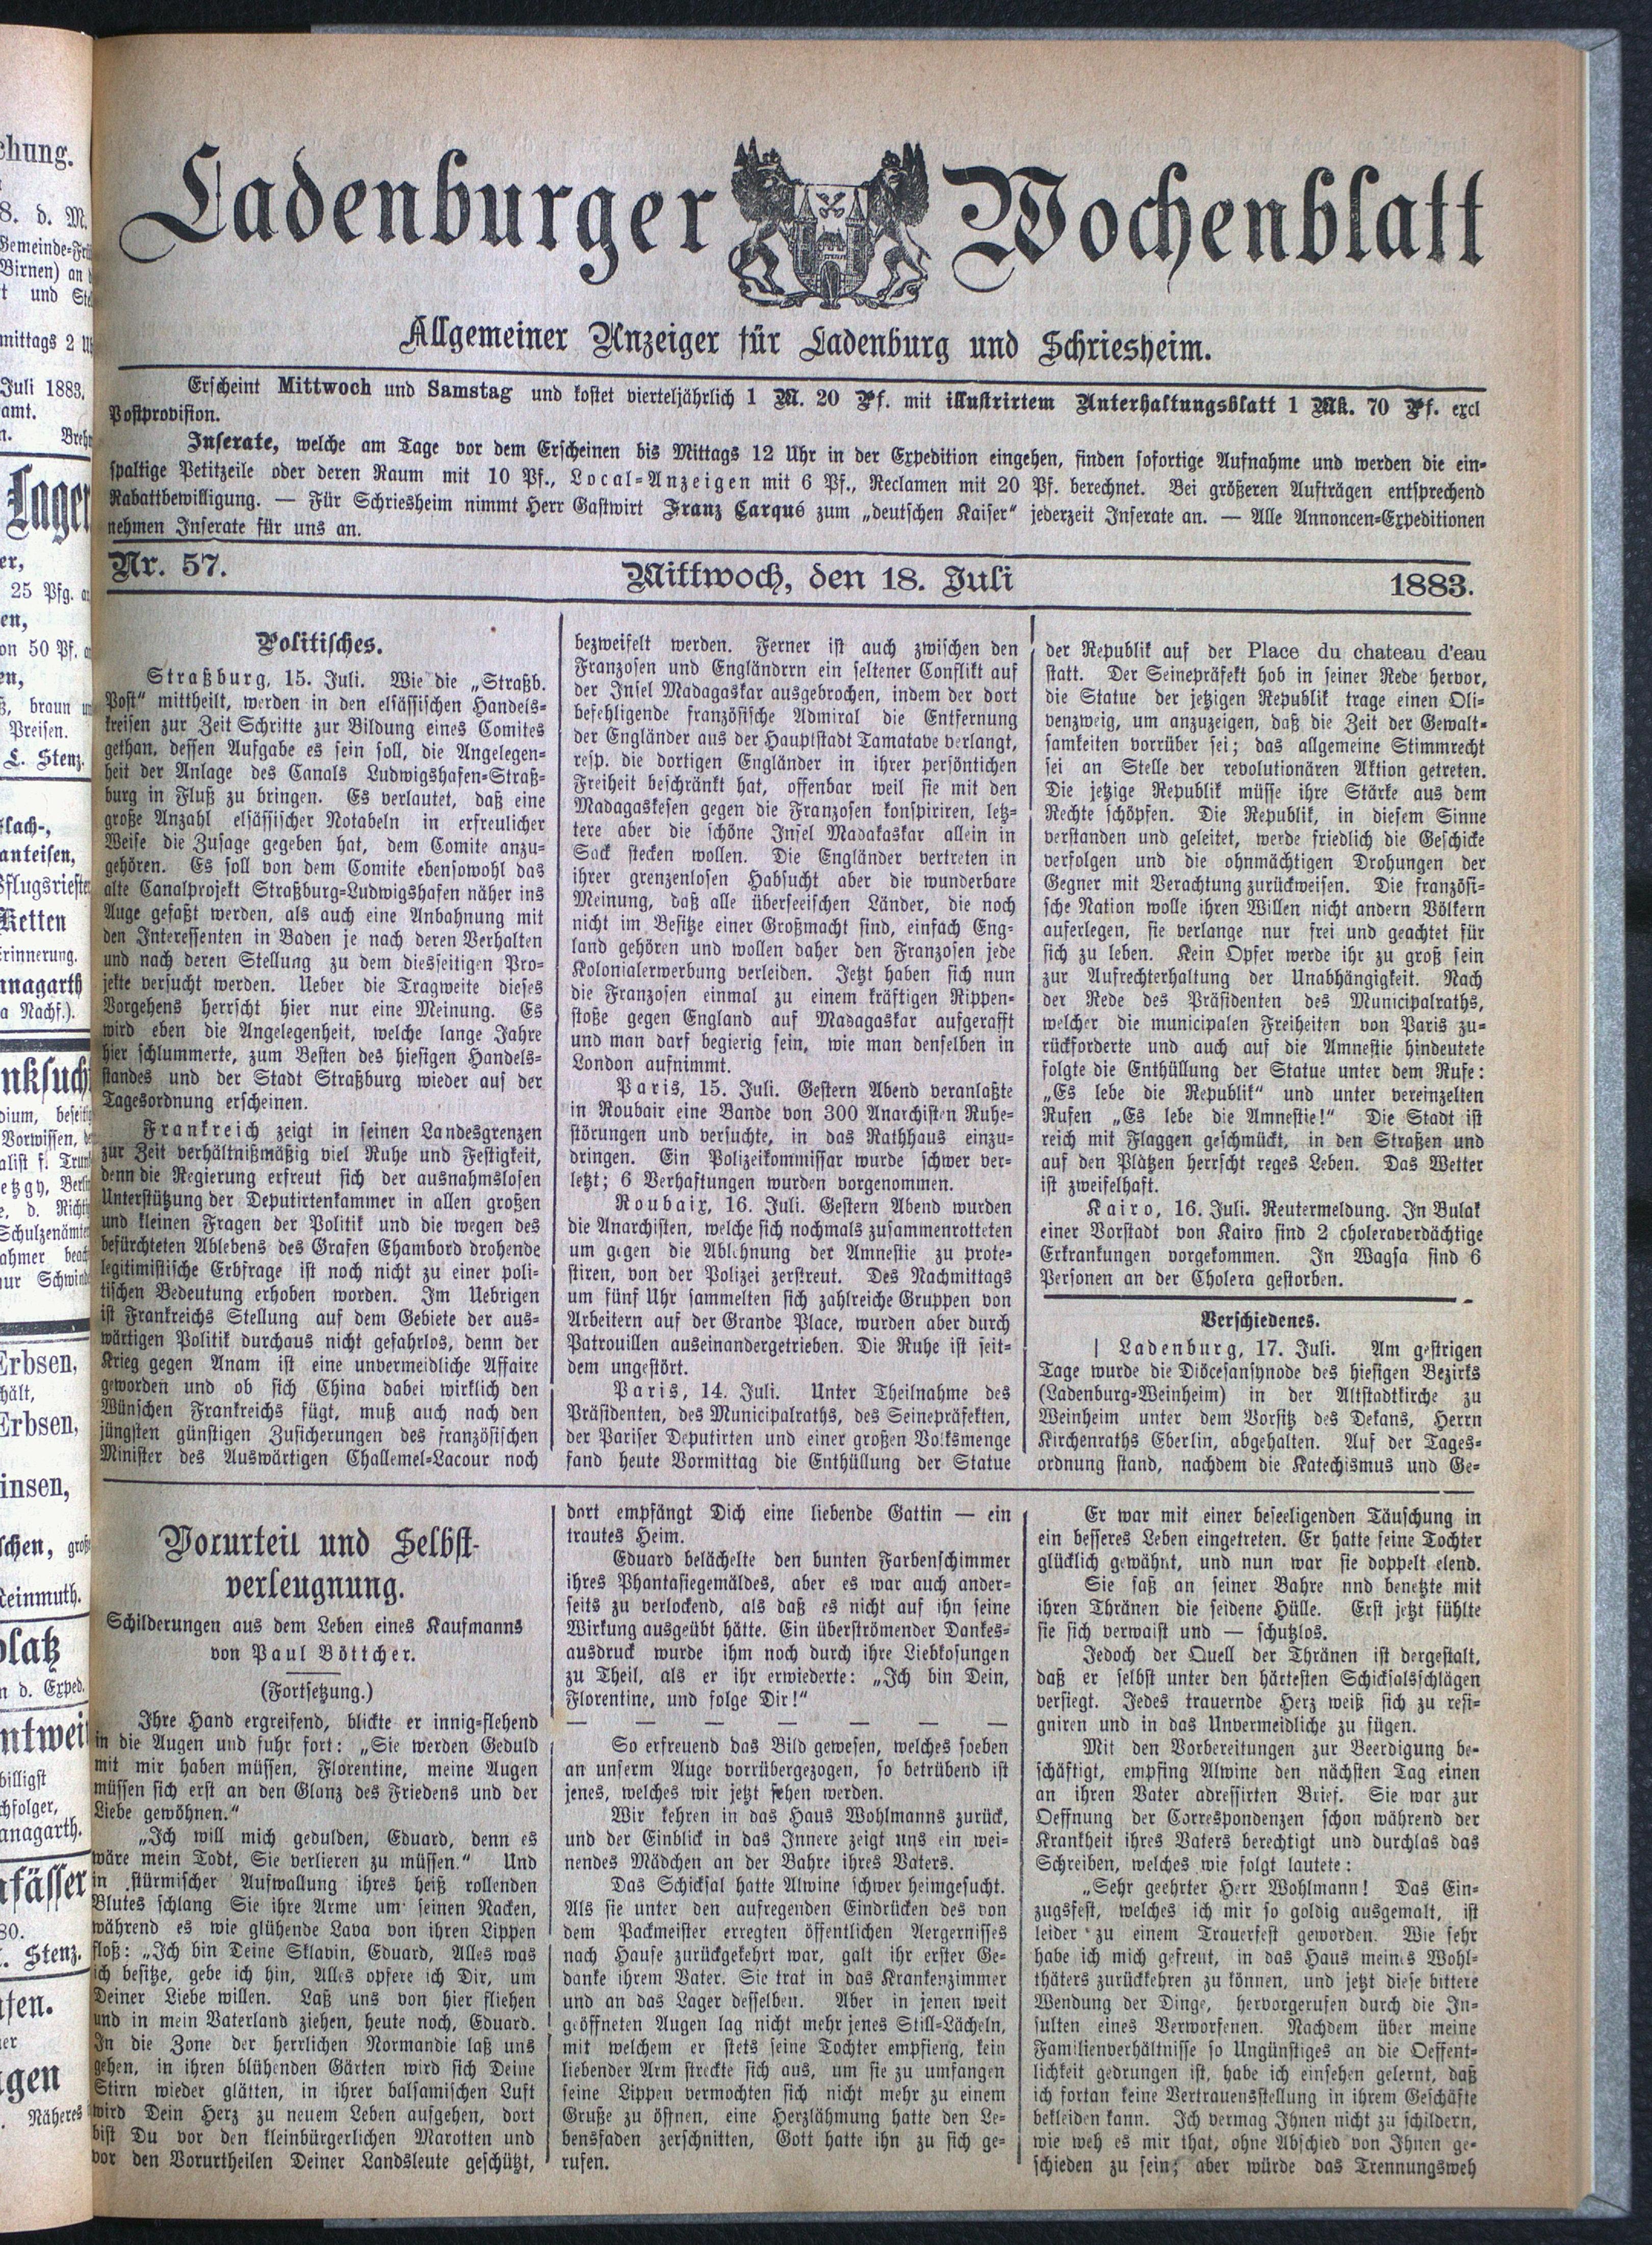 Ladenburger Wochenblatt
Allgemeiner Anzeiger für Ladenburg und Schriesheim.
Erscheint Mittwoch und Samstag und kostet vierteljährlich 1 M. 20 Pf. mit illustrirtem Unterhaltungsblatt 1 Mk. 70 Pf. excl
Postprovision.
Inserate, welche am Tage vor dem Erscheinen bis Mittags 12 Uhr in der Expedition eingehen, finden sofortige Aufnahme und werden die ein-
spaltige Petitzeile oder deren Raum mit 10 Pf., Local-Anzeigen mit 6 Pf., Reclamen mit 20 Pf. berechnet. Bei größeren Aufträgen entsprechend
Rabattbewilligung. — Für Schriesheim nimmt Herr Gastwirt Franz Carqué zum „deutschen Kaiser“ jederzeit Inserate an. — Alle Annoncen-Expeditionen
nehmen Inserate für uns an.
Nr. 57.
Mittwoch, den 18. Juli
1883.
Politisches.
Straßburg, 15. Juli. Wie die „Straßb.
Post“ mittheilt, werden in den elsässischen Handels-
kreisen zur Zeit Schritte zur Bildung eines Comites
gethan, dessen Aufgabe es sein soll, die Angelegen-
heit der Anlage des Canals Ludwigshafen-Straß-
burg in Fluß zu bringen. Es verlautet, daß eine
große Anzahl elsässischer Notabeln in erfreulicher
Weise die Zusage gegeben hat, dem Comite anzu-
gehören. Es soll von dem Comite ebensowohl das
alte Canalprojekt Straßburg-Ludwigshafen näher ins
Auge gefaßt werden, als auch eine Anbahnung mit
den Interessenten in Baden je nach deren Verhalten
und nach deren Stellung zu dem diesseitigen Pro-
jekte versucht werden. Ueber die Tragweite dieses
Vorgehens herrscht hier nur eine Meinung. Es
wird eben die Angelegenheit, welche lange Jahre
hier schlummerte, zum Besten des hiesigen Handels-
standes und der Stadt Straßburg wieder auf der
Tagesordnung erscheinen.
Frankreich zeigt in seinen Landesgrenzen
zur Zeit verhältnißmäßig viel Ruhe und Festigkeit,
denn die Regierung erfreut sich der ausnahmslosen
Unterstützung der Deputirtenkammer in allen großen
und kleinen Fragen der Politik und die wegen des
befürchteten Ablebens des Grafen Chambord drohende
legitimistische Erbfrage ist noch nicht zu einer poli-
tischen Bedeutung erhoben worden. Im Uebrigen
ist Frankreichs Stellung auf dem Gebiete der aus-
wärtigen Politik durchaus nicht gefahrlos, denn der
Krieg gegen Anam ist eine unvermeidliche Affaire
geworden und ob sich China dabei wirklich den
Wünschen Frankreichs fügt, muß auch nach den
jüngsten günstigen Zusicherungen des französischen
Minister des Auswärtigen Challemel-Lacour noch
bezweifelt werden. Ferner ist auch zwischen den
Franzosen und Engländrrn ein seltener Conflikt auf
der Insel Madagaskar ausgebrochen, indem der dort
befehligende französische Admiral die Entfernung
der Engländer aus der Hauptstadt Tamatave verlangt,
resp. die dortigen Engländer in ihrer persöntichen
Freiheit beschränkt hat, offenbar weil sie mit den
Madagaskesen gegen die Franzosen konspiriren, letz-
tere aber die schöne Insel Madakaskar allein in
Sack stecken wollen. Die Engländer vertreten in
ihrer grenzenlosen Habsucht aber die wunderbare
Meinung, daß alle überseeischen Länder, die noch
nicht im Besitze einer Großmacht sind, einfach Eng-
land gehören und wollen daher den Franzosen jede
Kolonialerwerbung verleiden. Jetzt haben sich nun
die Franzosen einmal zu einem kräftigen Rippen-
stoße gegen England auf Madagaskar aufgerafft
und man darf begierig sein, wie man denselben in
London aufnimmt.
Paris, 15. Juli. Gestern Abend veranlaßte
in Roubair eine Bande von 300 Anarchisten Ruhe-
störungen und versuchte, in das Rathhaus einzu-
dringen. Ein Polizeikommissar wurde schwer ver-
letzt; 6 Verhaftungen wurden vorgenommen.
Roubaix, 16. Juli. Gestern Abend wurden
die Anarchisten, welche sich nochmals zusammenrotteten
um gegen die Ablehnung der Amnestie zu prote-
stiren, von der Polizei zerstreut. Des Nachmittags
um fünf Uhr sammelten sich zahlreiche Gruppen von
Arbeitern auf der Grande Place, wurden aber durch
Patrouillen auseinandergetrieben. Die Ruhe ist seit-
dem ungestört.
Paris, 14. Juli. Unter Theilnahme des
Präsidenten, des Municipalraths, des Seinepräfekten,
der Pariser Deputirten und einer großen Volksmenge
fand heute Vormittag die Enthüllung der Statue
der Republik auf der Place du chateau d'eau
statt. Der Seinepräfekt hob in seiner Rede hervor,
die Statue der jetzigen Republik trage einen Oli-
venzweig, um anzuzeigen, daß die Zeit der Gewalt-
samkeiten vorrüber sei; das allgemeine Stimmrecht
sei an Stelle der revolutionären Aktion getreten.
Die jetzige Republik müsse ihre Stärke aus dem
Rechte schöpfen. Die Republik, in diesem Sinne
verstanden und geleitet, werde friedlich die Geschicke
verfolgen und die ohnmächtigen Drohungen der
Gegner mit Verachtung zurückweisen. Die französi-
sche Nation wolle ihren Willen nicht andern Völkern
auferlegen, sie verlange nur frei und geachtet für
sich zu leben. Kein Opfer werde ihr zu groß sein
zur Aufrechterhaltung der Unabhängigkeit. Nach
der Rede des Präsidenten des Municipalraths,
welcher die municipalen Freiheiten von Paris zu-
rückforderte und auch auf die Amnestie hindeutete
folgte die Enthüllung der Statue unter dem Rufe:
„Es lebe die Republik“ und unter vereinzelten
Rufen „Es lebe die Amnestie!“ Die Stadt ist
reich mit Flaggen geschmückt, in den Straßen und
auf den Plätzen herrscht reges Leben. Das Wetter
ist zweifelhaft.
Kairo, 16. Juli. Reutermeldung. In Bulak
einer Vorstadt von Kairo sind 2 choleraverdächtige
Erkrankungen vorgekommen. In Wagsa sind 6
Personen an der Cholera gestorben.
Verschiedenes.
| Ladenburg, 17. Juli. Am gestrigen
Tage wurde die Diöcesansynode des hiesigen Bezirks
(Ladenburg-Weinheim) in der Altstadtkirche zu
Weinheim unter dem Vorsitz des Dekans, Herrn
Kirchenraths Eberlin, abgehalten. Auf der Tages-
ordnung stand, nachdem die Katechismus und Ge-
Vorurteil und Selbst-
verleugnung.
Schilderungen aus dem Leben eines Kaufmanns
von Paul Böttcher.
(Fortsetzung.)
Ihre Hand ergreifend, blickte er innig-flehend
in die Augen und fuhr fort: „Sie werden Geduld
mit mir haben müssen, Florentine, meine Augen
müssen sich erst an den Glanz des Friedens und der
Liebe gewöhnen.“
„Ich will mich gedulden, Eduard, denn es
wäre mein Todt, Sie verlieren zu müssen.“ Und
in stürmischer Aufwallung ihres heiß rollenden
Blutes schlang Sie ihre Arme um seinen Nacken,
während es wie glühende Lava von ihren Lippen
floß: „Ich bin Deine Sklavin, Eduard, Alles was
ich besitze, gebe ich hin, Alles opfere ich Dir, um
Deiner Liebe willen. Laß uns von hier fliehen
und in mein Vaterland ziehen, heute noch, Eduard.
In die Zone der herrlichen Normandie laß uns
gehen, in ihren blühenden Gärten wird sich Deine
Stirn wieder glätten, in ihrer balsamischen Luft
wird Dein Herz zu neuem Leben aufgehen, dort
bist Du vor den kleinbürgerlichen Marotten und
vor den Vorurtheilen Deiner Landsleute geschützt,
dort empfängt Dich eine liebende Gattin — ein
trautes Heim.
Eduard belächelte den bunten Farbenschimmer
ihres Phantasiegemäldes, aber es war auch ander-
seits zu verlockend, als daß es nicht auf ihn seine
Wirkung ausgeübt hätte. Ein überströmender Dankes-
ausdruck wurde ihm noch durch ihre Liebkosungen
zu Theil, als er ihr erwiederte: „Ich bin Dein,
Florentine, und folge Dir!“
— — — — — — —
So erfreuend das Bild gewesen, welches soeben
an unserm Auge vorrübergezogen, so betrübend ist
jenes, welches wir jetzt sehen werden.
Wir kehren in das Haus Wohlmanns zurück,
und der Einblick in das Innere zeigt uns ein wei-
nendes Mädchen an der Bahre ihres Vaters.
Das Schicksal hatte Alwine schwer heimgesucht.
Als sie unter den aufregenden Eindrücken des von
dem Packmeister erregten öffentlichen Aergernisses
nach Hause zurückgekehrt war, galt ihr erster Ge-
danke ihrem Vater. Sie trat in das Krankenzimmer
und an das Lager desselben. Aber in jenen weit
geöffneten Augen lag nicht mehr jenes Still-Lächeln,
mit welchem er stets seine Tochter empfieng, kein
liebender Arm streckte sich aus, um sie zu umfangen
seine Lippen vermochten sich nicht mehr zu einem
Gruße zu öffnen, eine Herzlähmung hatte den Le-
bensfaden zerschnitten, Gott hatte ihn zu sich ge-
rufen.
Er war mit einer beseeligenden Täuschung in
ein besseres Leben eingetreten. Er hatte seine Tochter
glücklich gewähnt, und nun war sie doppelt elend.
Sie saß an seiner Bahre nnd benetzte mit
ihren Thränen die seidene Hülle. Erst jetzt fühlte
sie sich verwaist und — schutzlos.
Jedoch der Quell der Thränen ist dergestalt,
daß er selbst unter den härtesten Schicksalsschlägen
versiegt. Jedes trauernde Herz weiß sich zu resi-
gniren und in das Unvermeidliche zu fügen.
Mit den Vorbereitungen zur Beerdigung be-
schäftigt, empfing Alwine den nächsten Tag einen
an ihren Vater adressirten Brief. Sie war zur
Oeffnung der Correspondenzen schon während der
Krankheit ihres Vaters berechtigt und durchlas das
Schreiben, welches wie folgt lautete:
„Sehr geehrter Herr Wohlmann! Das Ein-
zugsfest, welches ich mir so goldig ausgemalt, ist
leider zu einem Trauerfest geworden. Wie sehr
habe ich mich gefreut, in das Haus meines Wohl-
thäters zurückkehren zu können, und jetzt diese bittere
Wendung der Dinge, hervorgerufen durch die In-
sulten eines Verworfenen. Nachdem über meine
Familienverhältnisse so Ungünstiges an die Oeffent-
lichkeit gedrungen ist, habe ich einsehen gelernt, daß
ich fortan keine Vertrauensstellung in ihrem Geschäfte
bekleiden kann. Ich vermag Ihnen nicht zu schildern,
wie weh es mir that, ohne Abschied von Ihnen ge-
schieden zu sein; aber würde das Trennungsweh